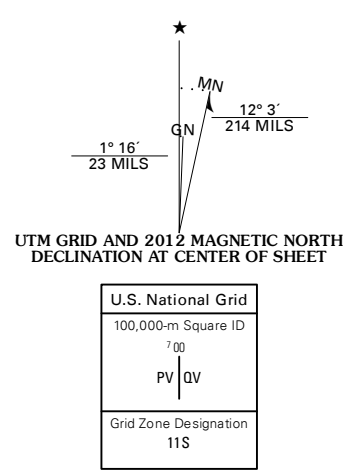 ★
MN
GN
12° 3´
214 MILS
1° 16´
23 MILS
UTM GRID AND 2012 MAGNETIC NORTH
DECLINATION AT CENTER OF SHEET
U.S. National Grid
100,000-m Square ID
⁷00
PV QV
Grid Zone Designation
11S